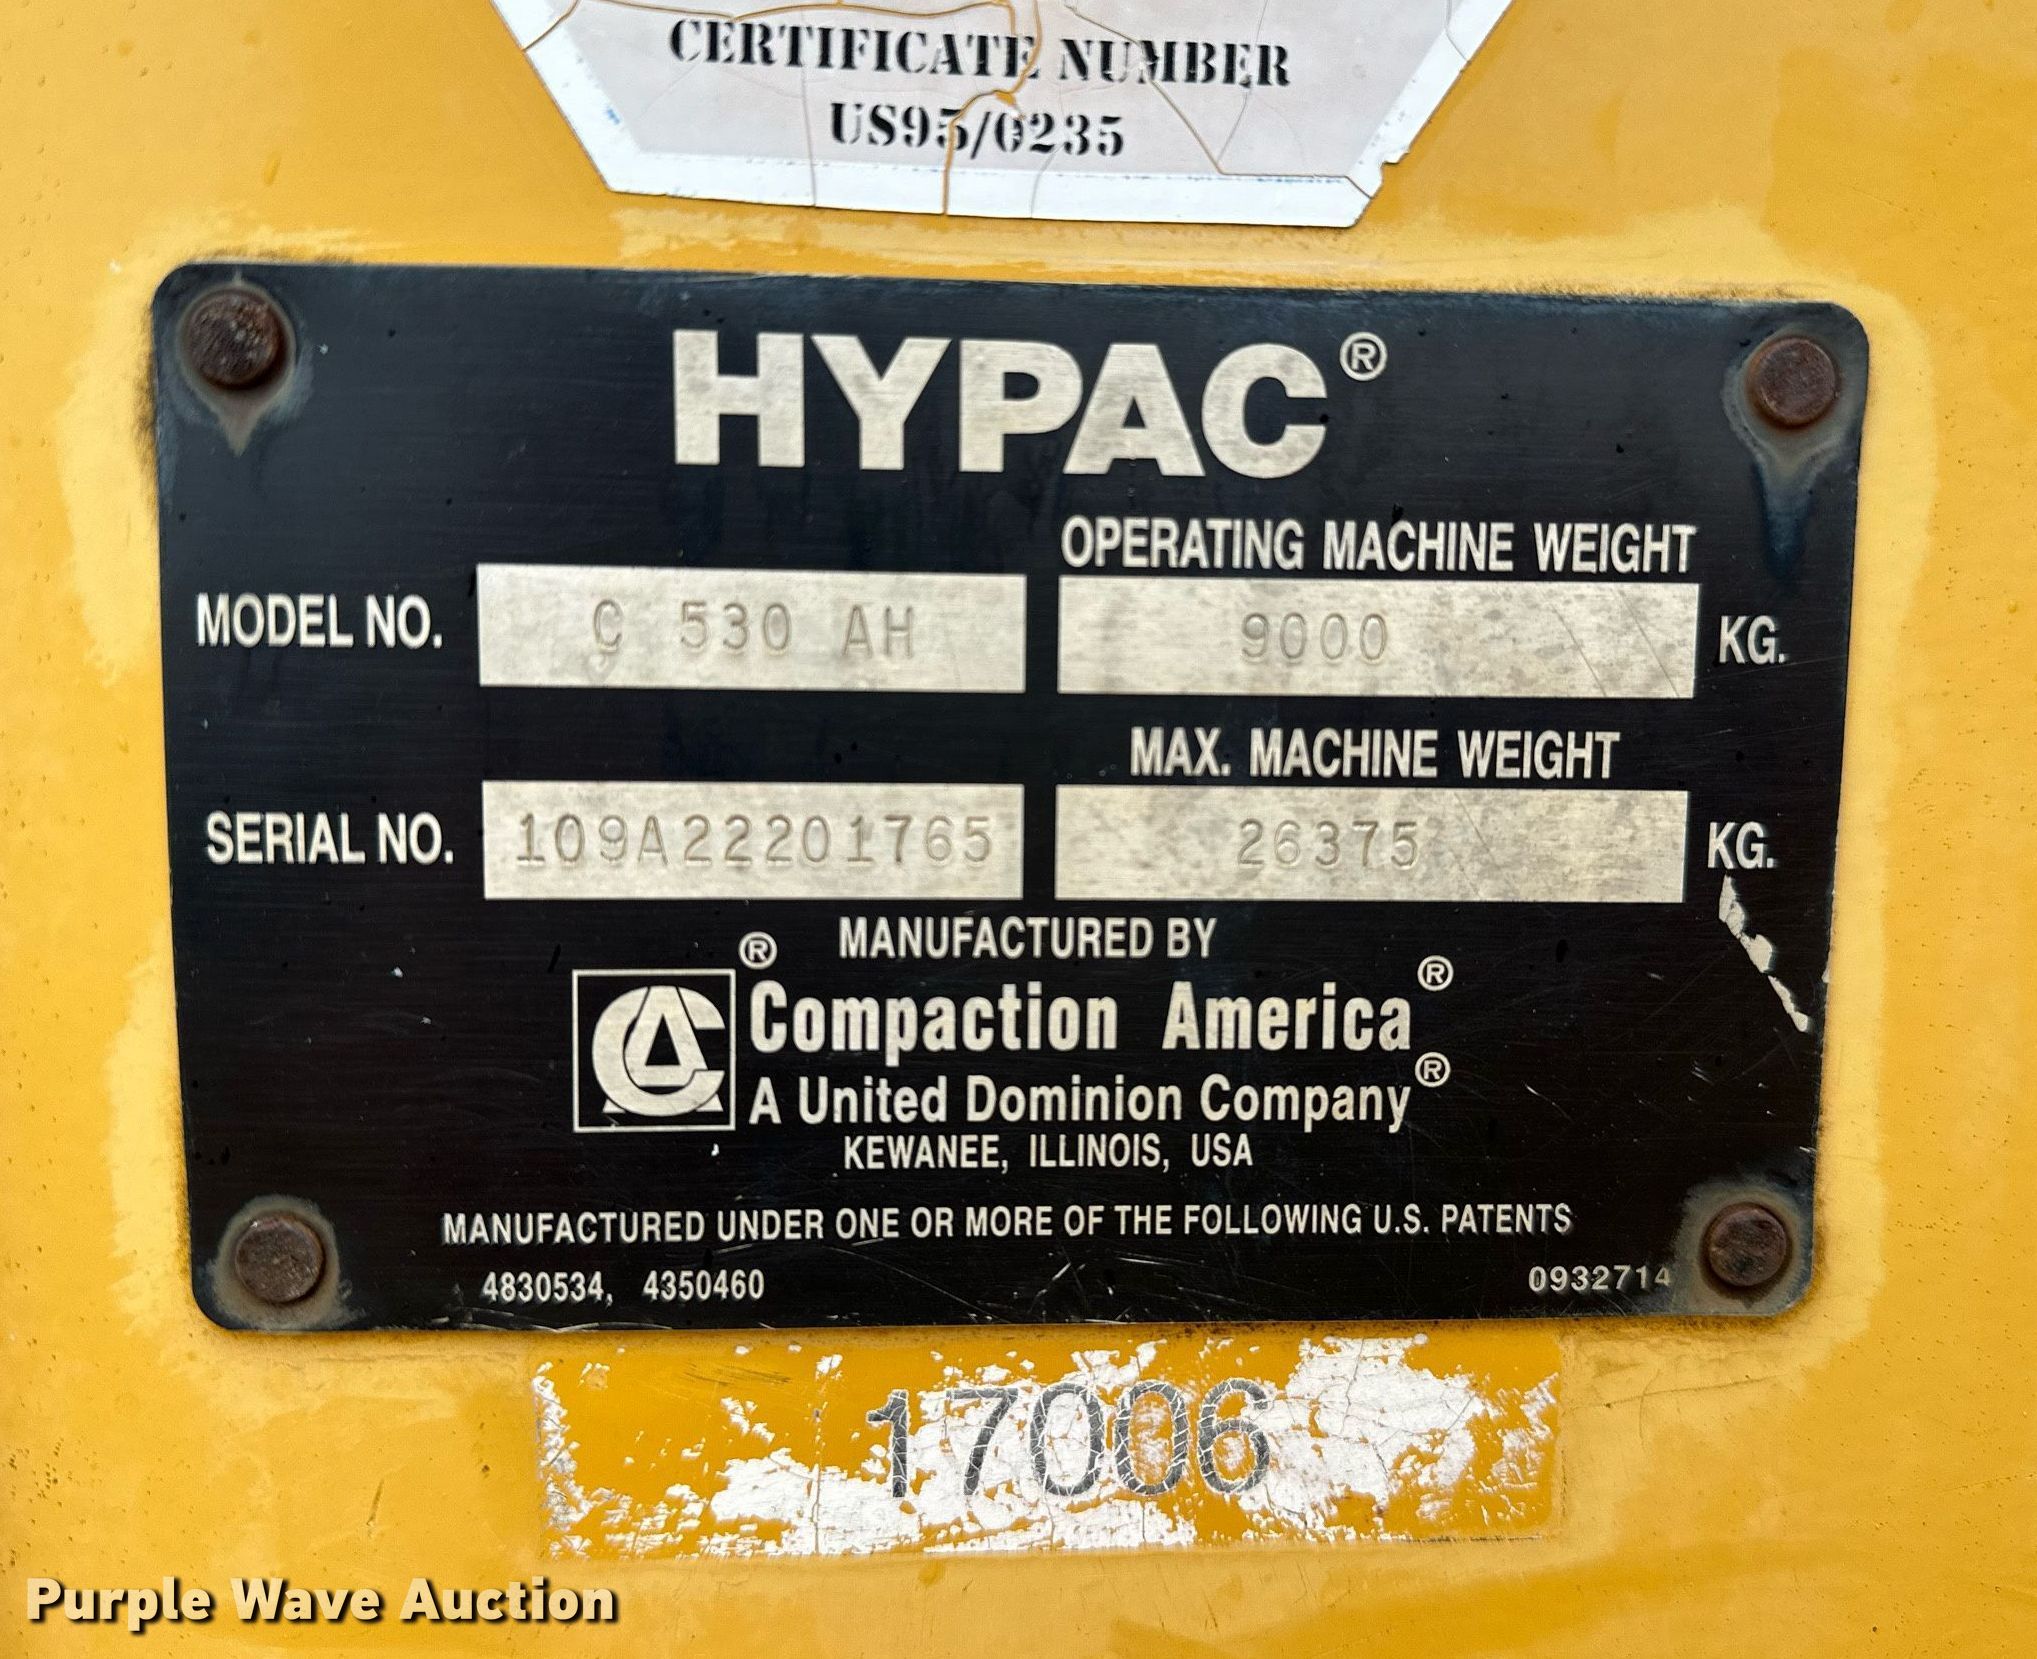 CERTIFICATE NUMBER
US95/0235
HYPAC®
OPERATING MACHINE WEIGHT
MODEL NO. C 530 AH 9000 KG.
MAX. MACHINE WEIGHT
SERIAL NO. 109A22201765 26375 KG.
MANUFACTURED BY
CA® Compaction America®
A United Dominion Company®
KEWANEE, ILLINOIS, USA
MANUFACTURED UNDER ONE OR MORE OF THE FOLLOWING U.S. PATENTS
4830534, 4350460 0932714
17006
Purple Wave Auction